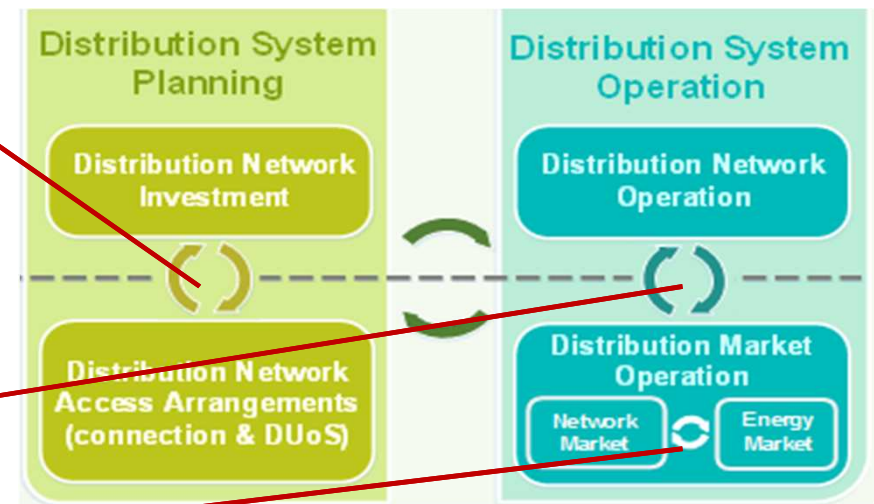 Distribution System
Planning
Distribution Network
Investment
Distribution Network
Access Arrangements
(connection & DUoS)
Distribution System
Operation
Distribution Network
Operation
Distribution Market
Operation
Network
Market
Energy
Market